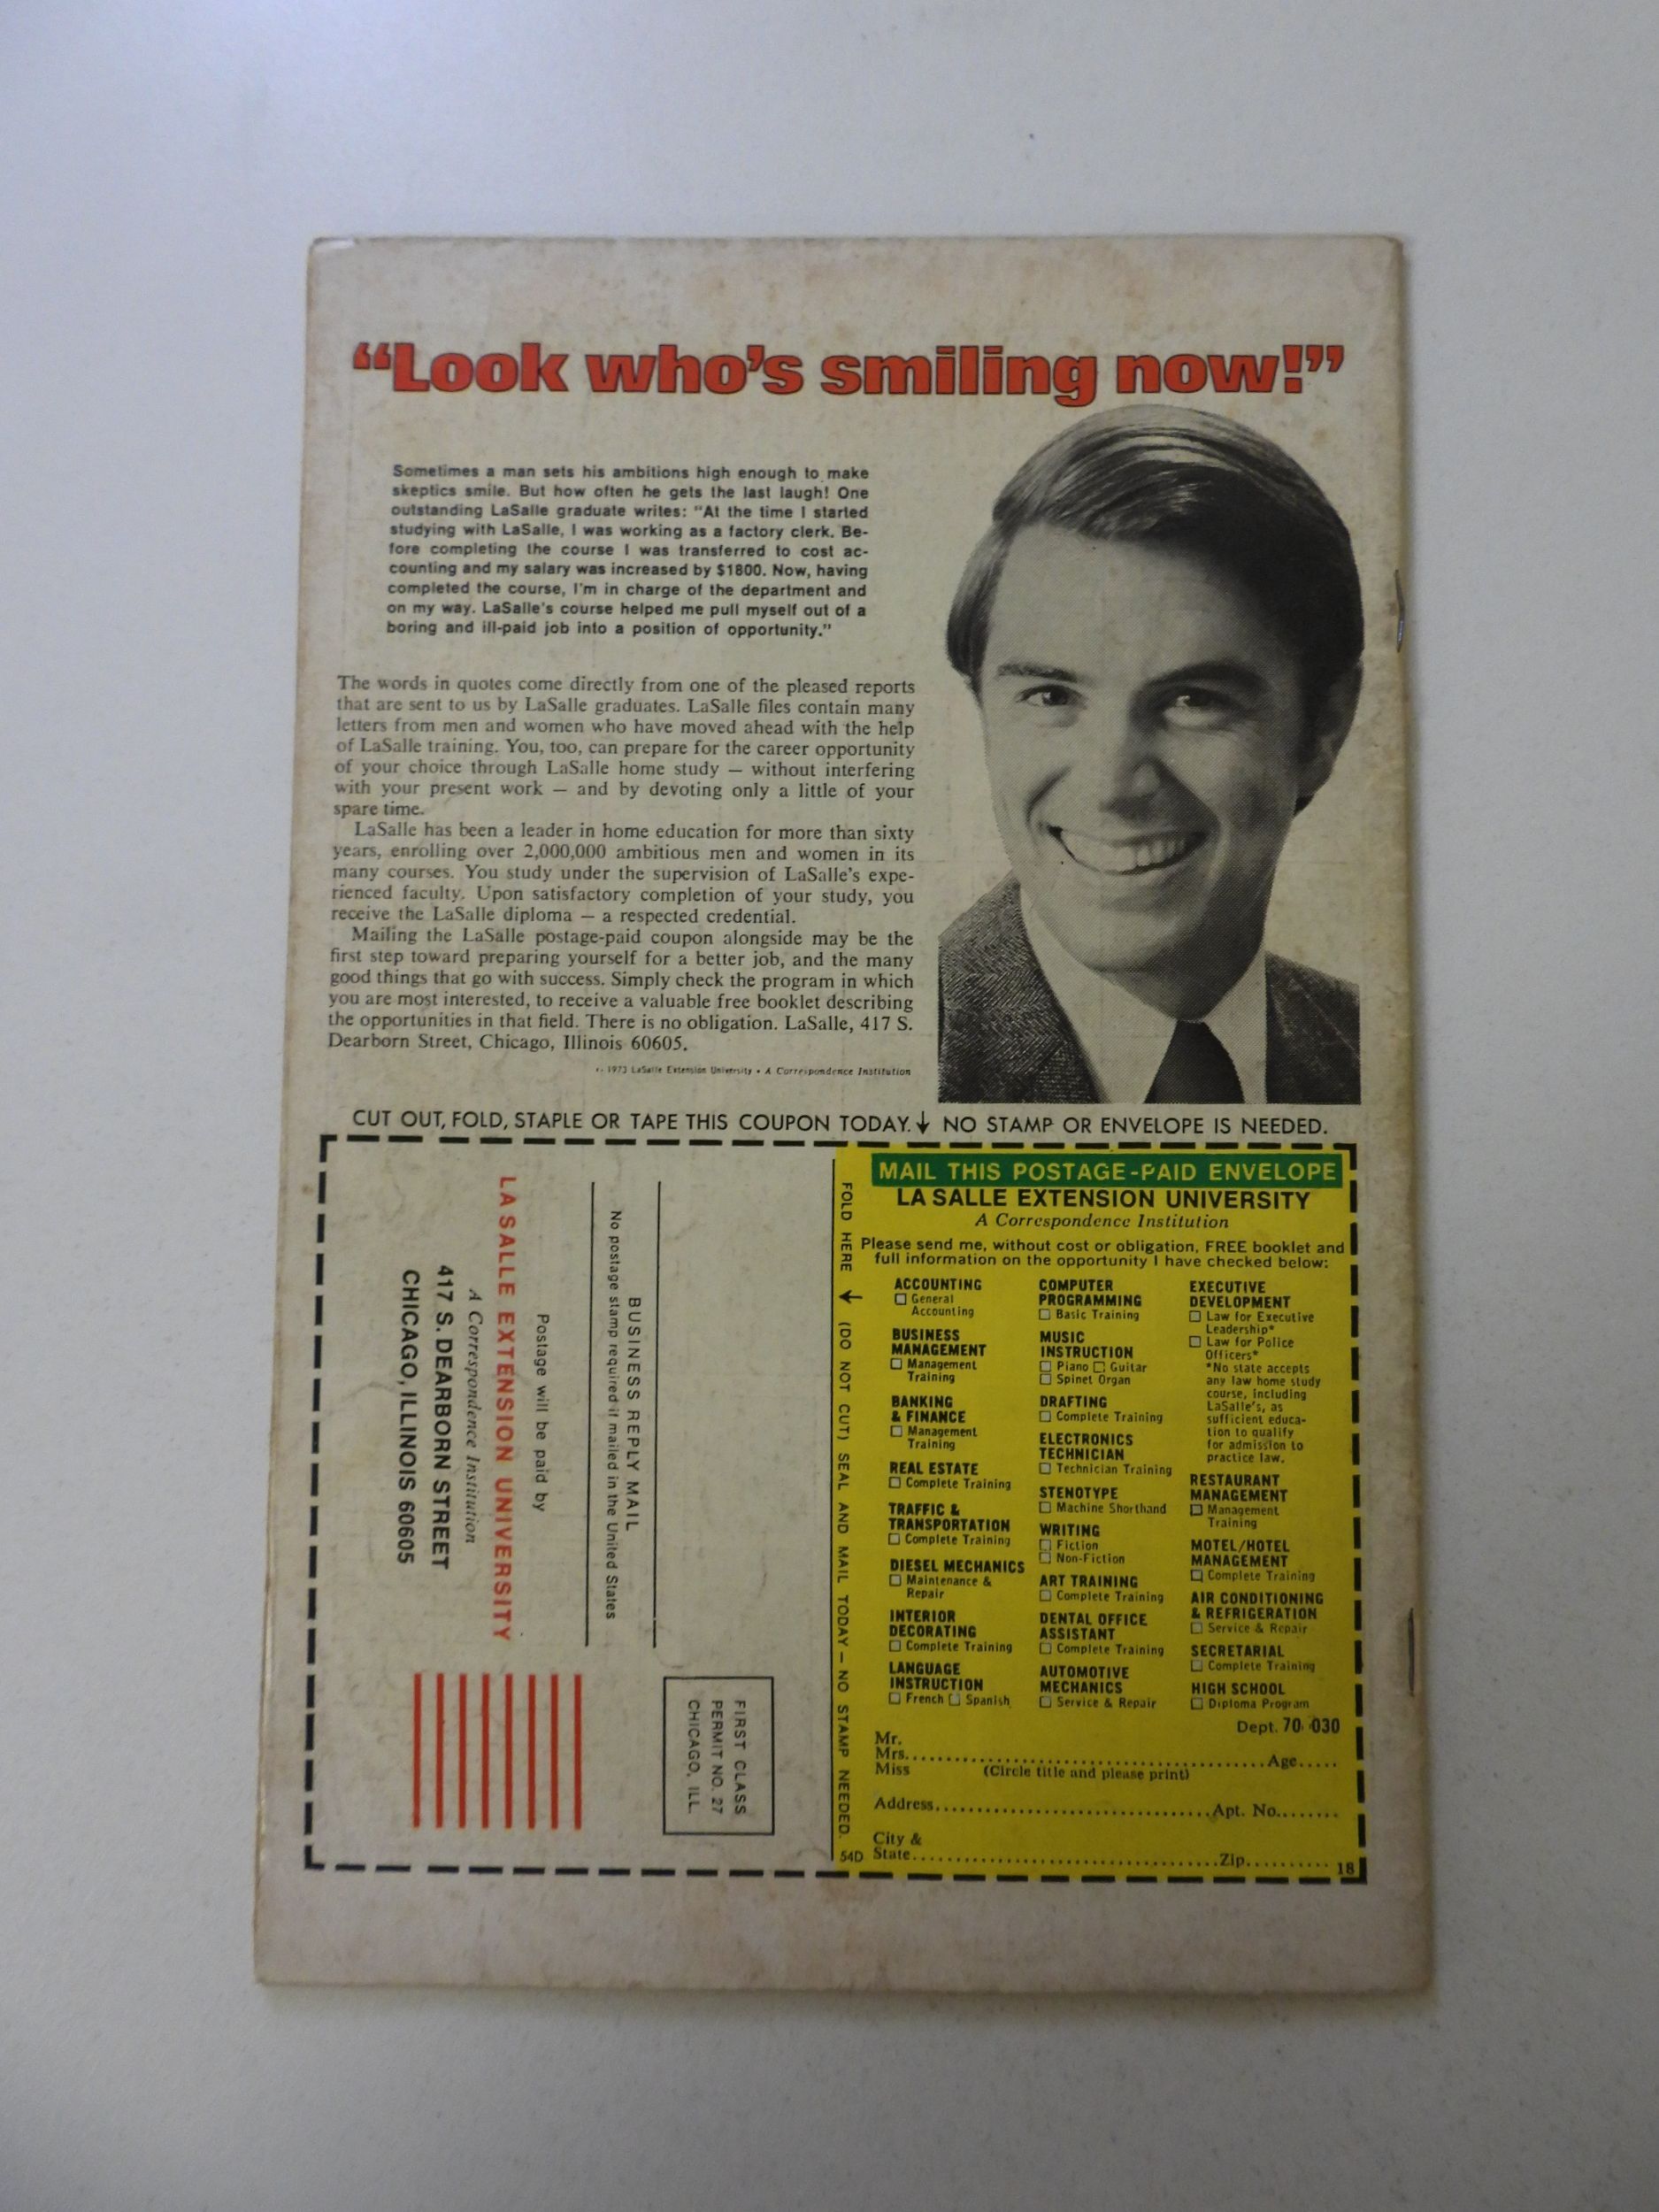 “Look who’s smiling now!”
Sometimes a man sets his ambitions high enough to make
skeptics smile. But how often he gets the last laugh! One
outstanding LaSalle graduate writes: “At the time I started
studying with LaSalle, I was working as a factory clerk. Be-
fore completing the course I was transferred to cost ac-
counting and my salary was increased by $1800. Now, having
completed the course, I’m in charge of the department and
on my way. LaSalle’s course helped me pull myself out of a
boring and ill-paid job into a position of opportunity.”
The words in quotes come directly from one of the pleased reports
that are sent to us by LaSalle graduates. LaSalle files contain many
letters from men and women who have moved ahead with the help
of LaSalle training. You, too, can prepare for the career opportunity
of your choice through LaSalle home study — without interfering
with your present work — and by devoting only a little of your
spare time.
LaSalle has been a leader in home education for more than sixty
years, enrolling over 2,000,000 ambitious men and women in its
many courses. You study under the supervision of LaSalle’s expe-
rienced faculty. Upon satisfactory completion of your study, you
receive the LaSalle diploma — a respected credential.
Mailing the LaSalle postage-paid coupon alongside may be the
first step toward preparing yourself for a better job, and the many
good things that go with success. Simply check the program in which
you are most interested, to receive a valuable free booklet describing
the opportunities in that field. There is no obligation. LaSalle, 417 S.
Dearborn Street, Chicago, Illinois 60605.
1973 LaSalle Extension University • A Correspondence Institution
CUT OUT, FOLD, STAPLE OR TAPE THIS COUPON TODAY. ↓ NO STAMP OR ENVELOPE IS NEEDED.
FIRST CLASS
PERMIT NO. 27
CHICAGO, ILL.
BUSINESS REPLY MAIL
No postage stamp required if mailed in the United States
Postage will be paid by
LA SALLE EXTENSION UNIVERSITY
A Correspondence Institution
417 S. DEARBORN STREET
CHICAGO, ILLINOIS 60605
FOLD HERE ↓ (DO NOT CUT) SEAL AND MAIL TODAY — NO STAMP NEEDED.
54D
MAIL THIS POSTAGE-PAID ENVELOPE
LA SALLE EXTENSION UNIVERSITY
A Correspondence Institution
Please send me, without cost or obligation, FREE booklet and
full information on the opportunity I have checked below:
ACCOUNTING
☐ General
Accounting
BUSINESS
MANAGEMENT
☐ Management
Training
BANKING
& FINANCE
☐ Management
Training
REAL ESTATE
☐ Complete Training
TRAFFIC &
TRANSPORTATION
☐ Complete Training
DIESEL MECHANICS
☐ Maintenance &
Repair
INTERIOR
DECORATING
☐ Complete Training
LANGUAGE
INSTRUCTION
☐ French ☐ Spanish
COMPUTER
PROGRAMMING
☐ Basic Training
MUSIC
INSTRUCTION
☐ Piano ☐ Guitar
☐ Spinet Organ
DRAFTING
☐ Complete Training
ELECTRONICS
TECHNICIAN
☐ Technician Training
STENOTYPE
☐ Machine Shorthand
WRITING
☐ Fiction
☐ Non-Fiction
ART TRAINING
☐ Complete Training
DENTAL OFFICE
ASSISTANT
☐ Complete Training
AUTOMOTIVE
MECHANICS
☐ Service & Repair
EXECUTIVE
DEVELOPMENT
☐ Law for Executive
Leadership*
☐ Law for Police
Officers*
*No state accepts
any law home study
course, including
LaSalle’s, as
sufficient educa-
tion to qualify
for admission to
practice law.
RESTAURANT
MANAGEMENT
☐ Management
Training
MOTEL/HOTEL
MANAGEMENT
☐ Complete Training
AIR CONDITIONING
& REFRIGERATION
☐ Service & Repair
SECRETARIAL
☐ Complete Training
HIGH SCHOOL
☐ Diploma Program
Dept. 70 030
Mr.
Mrs. Age
Miss (Circle title and please print)
Address Apt. No.
City &
State Zip 18